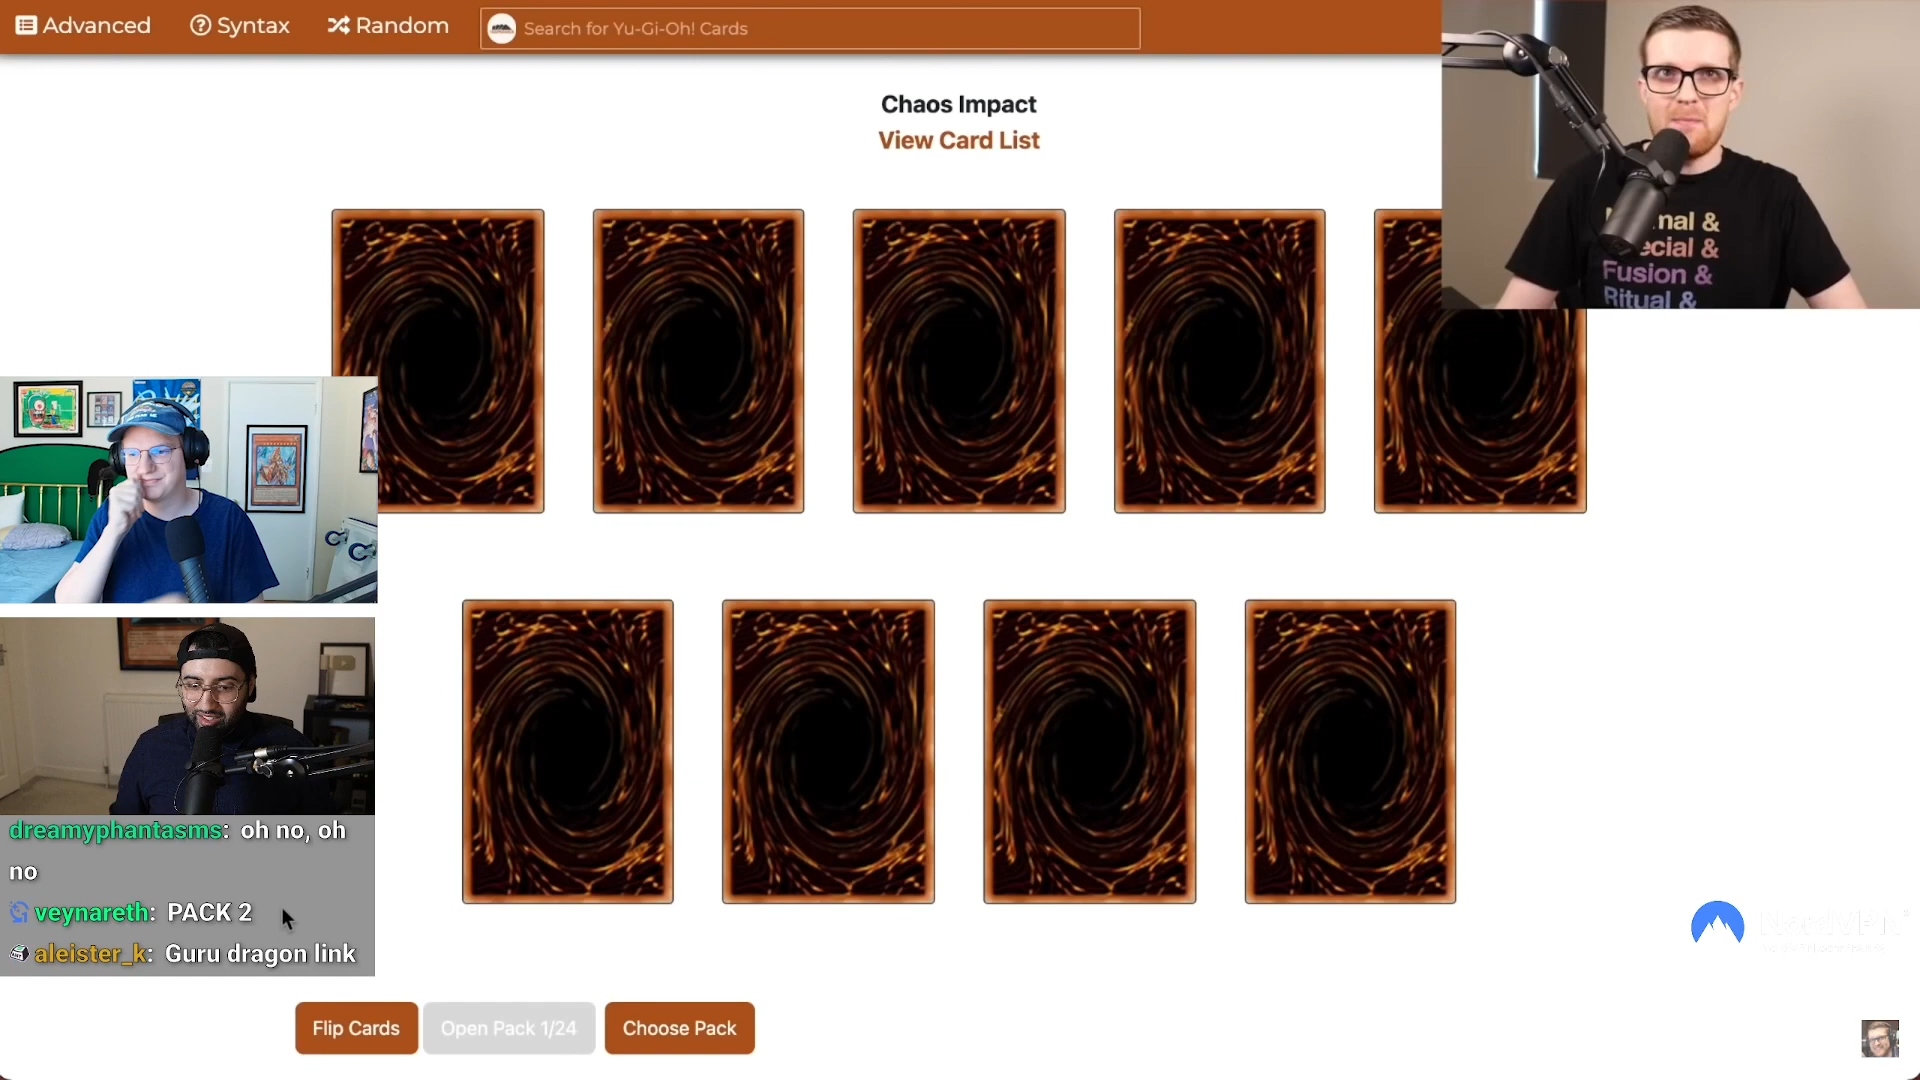 Advanced
Syntax
Random
Search for Yu-Gi-Oh! Cards
Chaos Impact
View Card List
mal &
ecial &
Fusion &
Ritual &
dreamyphantasms: oh no, oh
no
veynareth: PACK 2
aleister_k: Guru dragon link
Flip Cards
Open Pack 1/24
Choose Pack